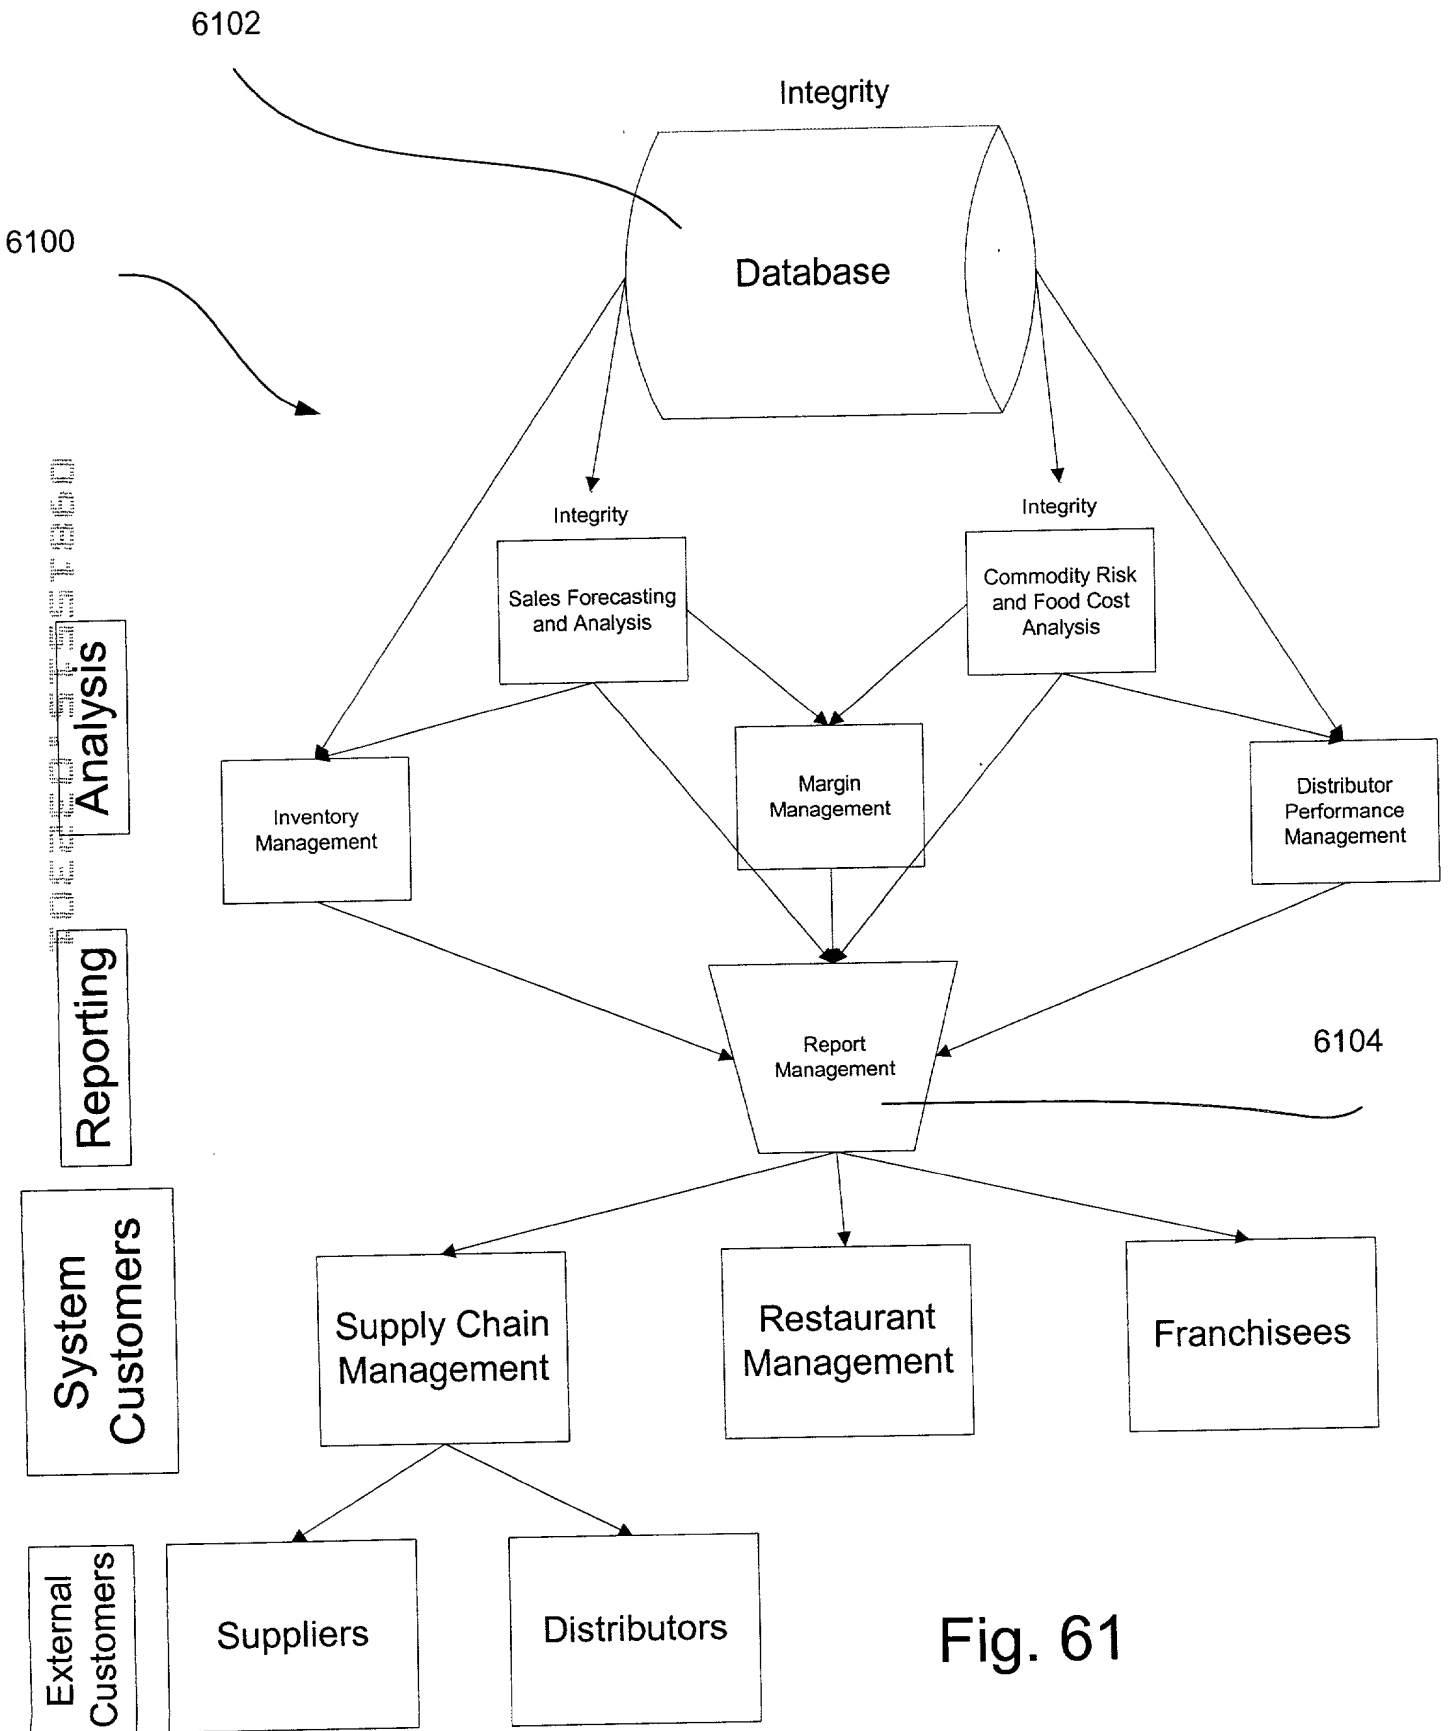 6102
Integrity
6100
Database
Integrity
Integrity
Sales Forecasting
and Analysis
Commodity Risk
and Food Cost
Analysis
Analysis
Inventory
Management
Margin
Management
Distributor
Performance
Management
Reporting
Report
Management
6104
System
Customers
Supply Chain
Management
Restaurant
Management
Franchisees
External
Customers
Suppliers
Distributors
Fig. 61